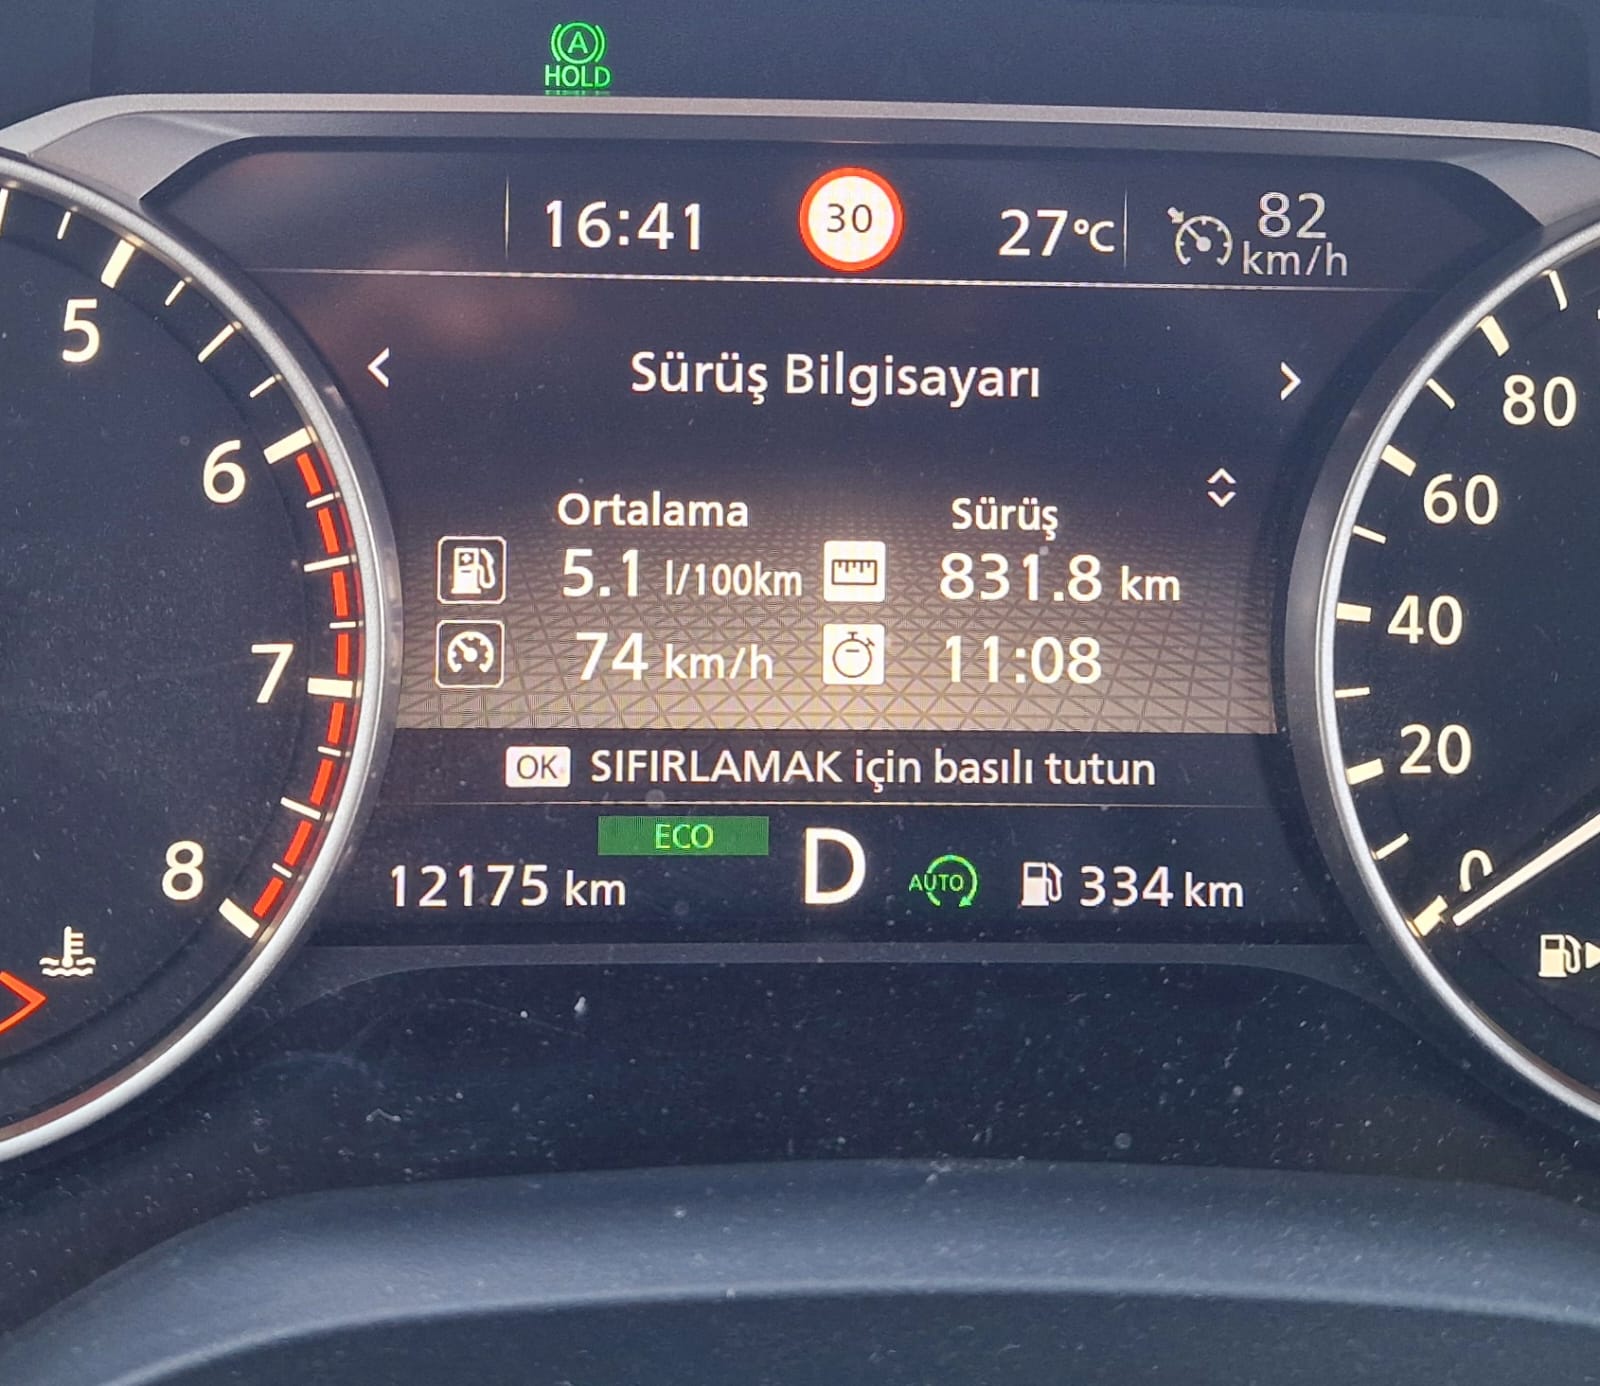 A
HOLD
16:41 30 27°C 82
km/h
5
Sürüş Bilgisayarı
80
6
60
Ortalama Sürüş
5.1 l/100km 831.8 km
40
7
74 km/h 11:08
20
OK SIFIRLAMAK için basılı tutun
ECO
8
12175 km D AUTO 334 km
0